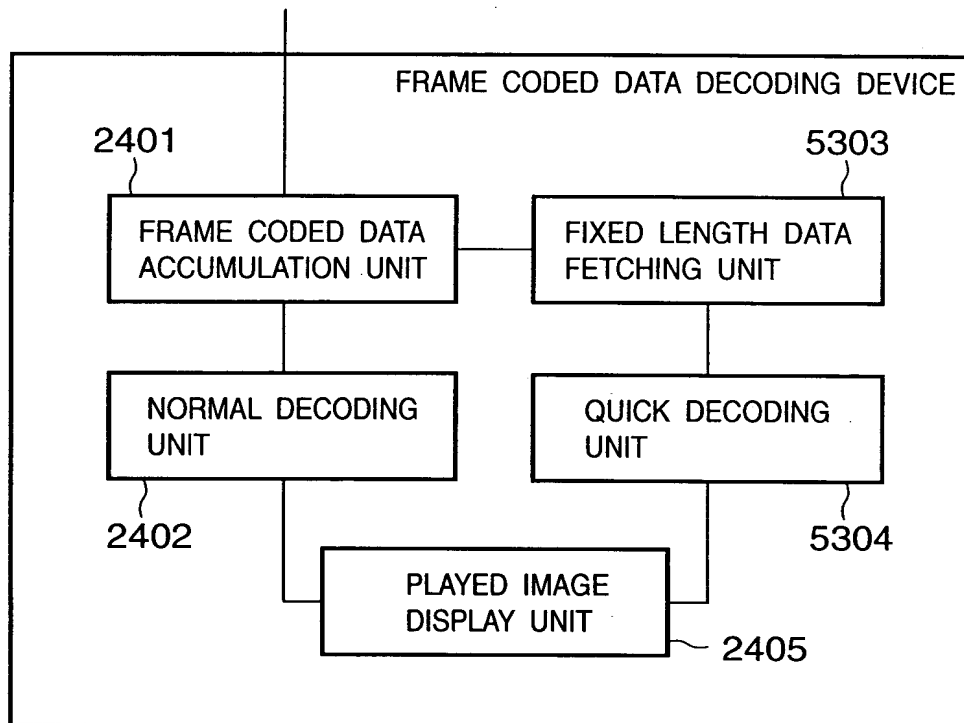 FRAME CODED DATA DECODING DEVICE
2401
5303
FRAME CODED DATA
ACCUMULATION UNIT
FIXED LENGTH DATA
FETCHING UNIT
NORMAL DECODING
UNIT
QUICK DECODING
UNIT
2402
5304
PLAYED IMAGE
DISPLAY UNIT
2405